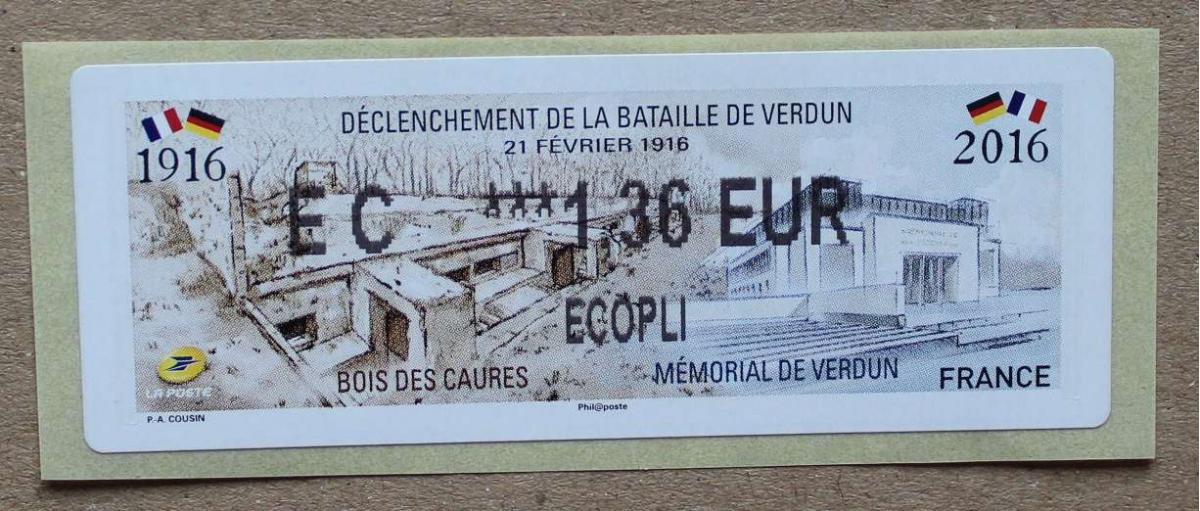 DÉCLENCHEMENT DE LA BATAILLE DE VERDUN
21 FÉVRIER 1916
1916
2016
EC ***1,36 EUR
ECOPLI
LA POSTE
BOIS DES CAURES
MÉMORIAL DE VERDUN
FRANCE
P.-A. COUSIN
Phil@poste